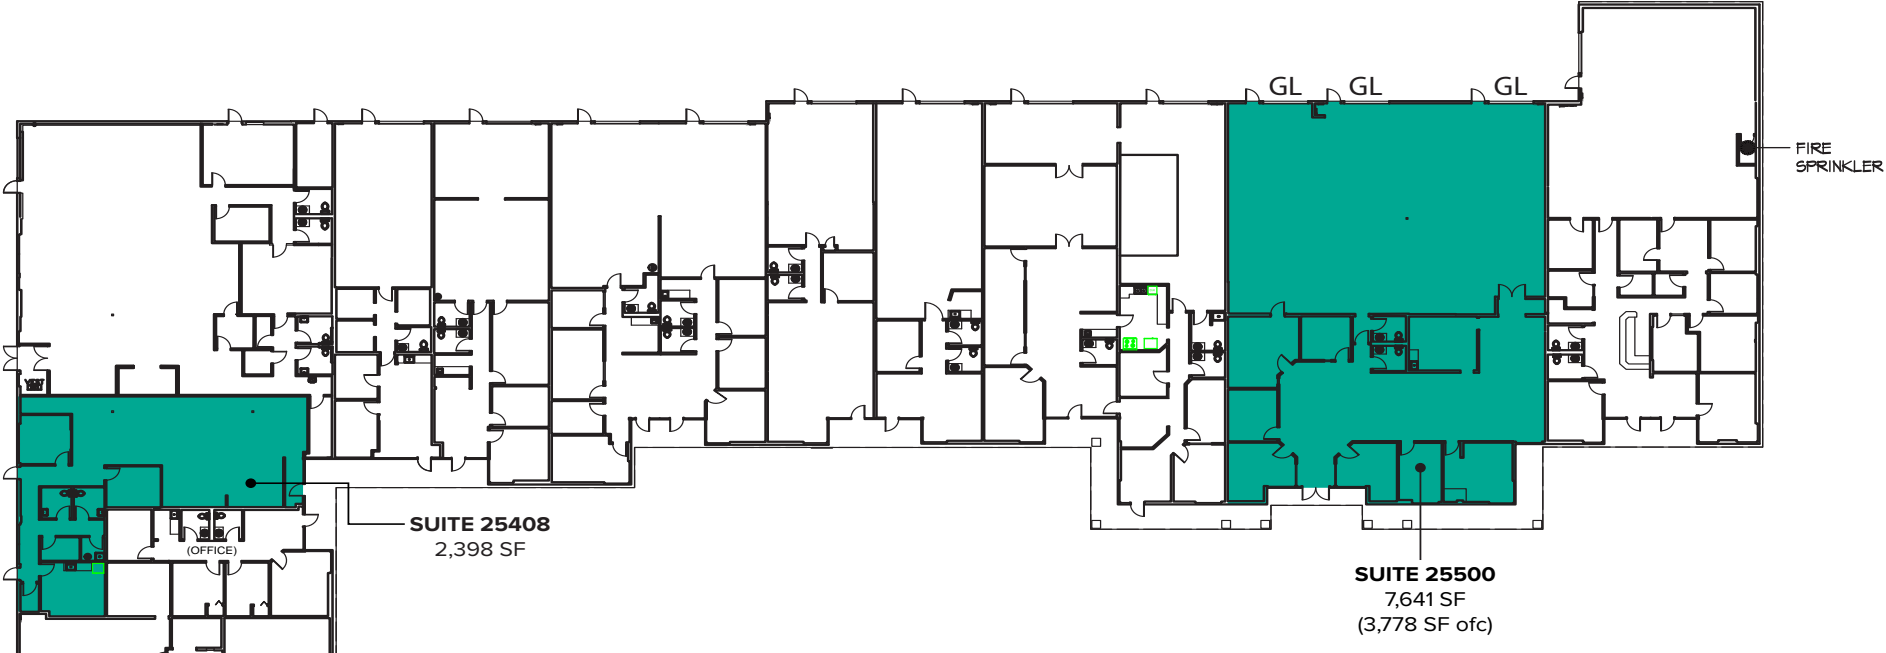 GL GL GL
FIRE
SPRINKLER
VEST
SUITE 25408
2,398 SF
(OFFICE)
SUITE 25500
7,641 SF
(3,778 SF ofc)